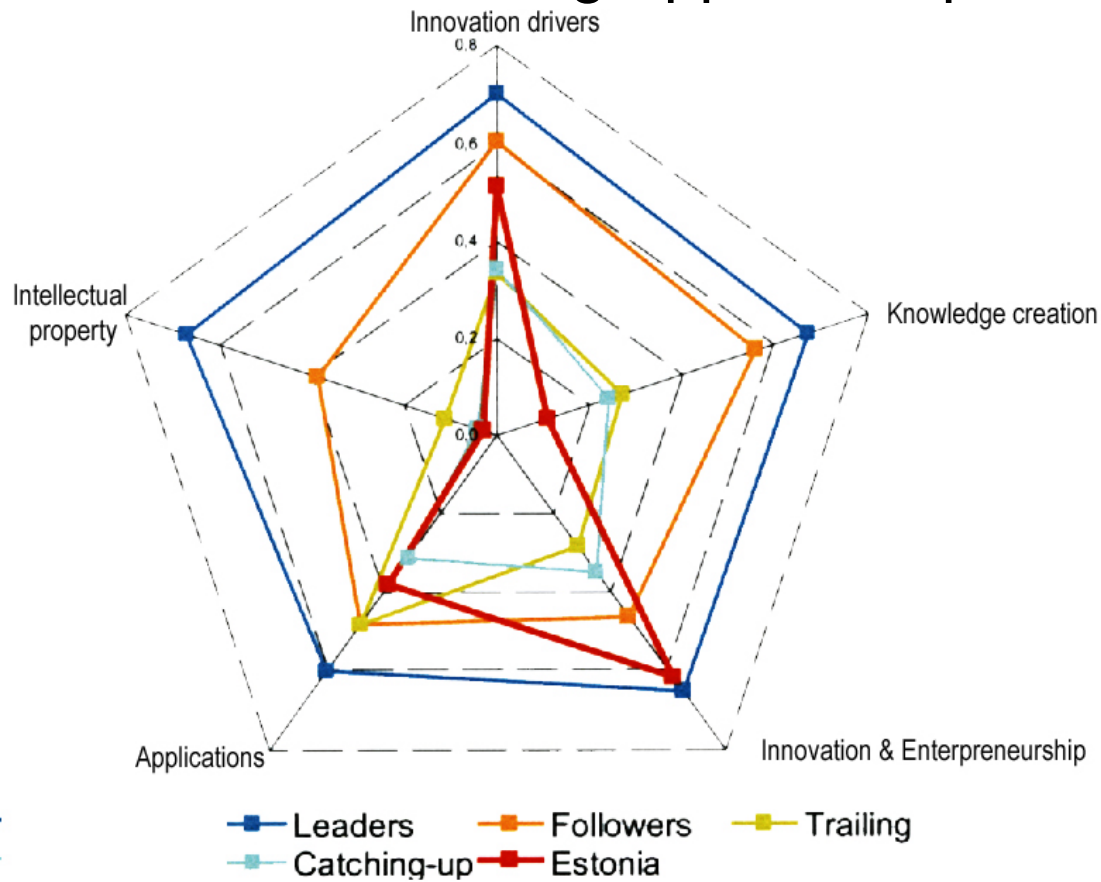 Innovation drivers
0,8
0,6
0,4
0,2
0,0
Intellectual
property
Knowledge creation
Applications
Innovation & Enterpreneurship
Leaders
Followers
Trailing
Catching-up
Estonia